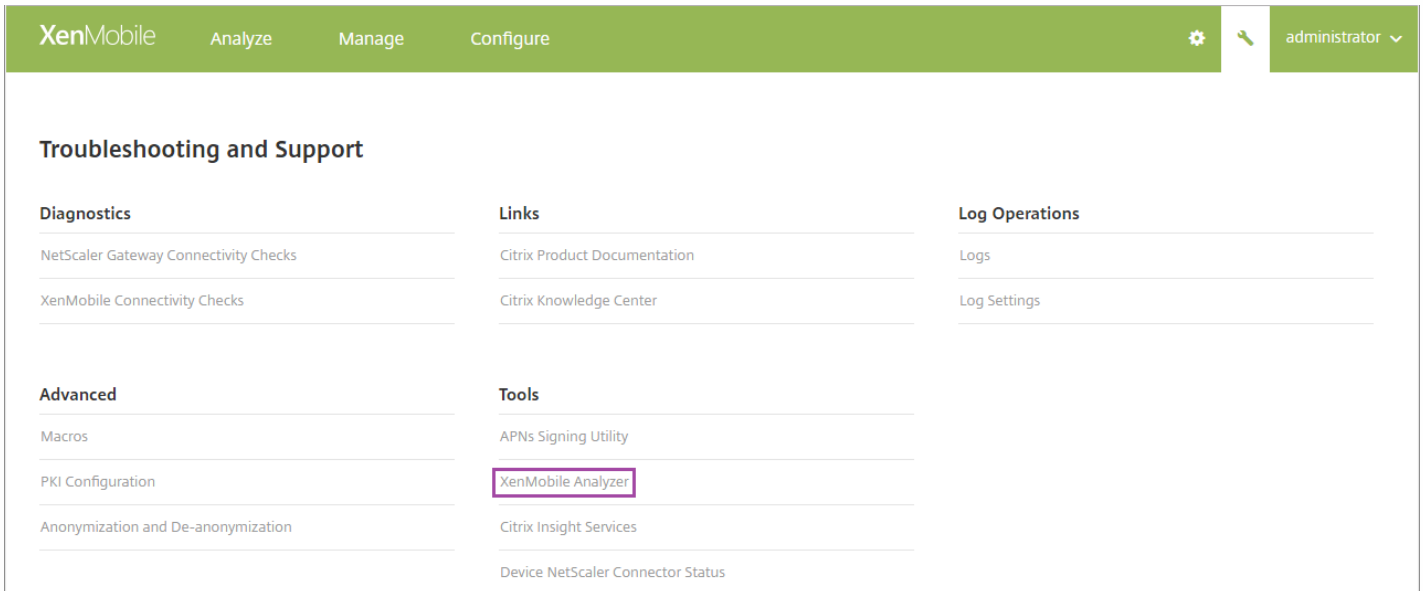 XenMobile Analyze Manage Configure administrator
Troubleshooting and Support
Diagnostics
NetScaler Gateway Connectivity Checks
XenMobile Connectivity Checks
Links
Citrix Product Documentation
Citrix Knowledge Center
Log Operations
Logs
Log Settings
Advanced
Macros
PKI Configuration
Anonymization and De-anonymization
Tools
APNs Signing Utility
XenMobile Analyzer
Citrix Insight Services
Device NetScaler Connector Status